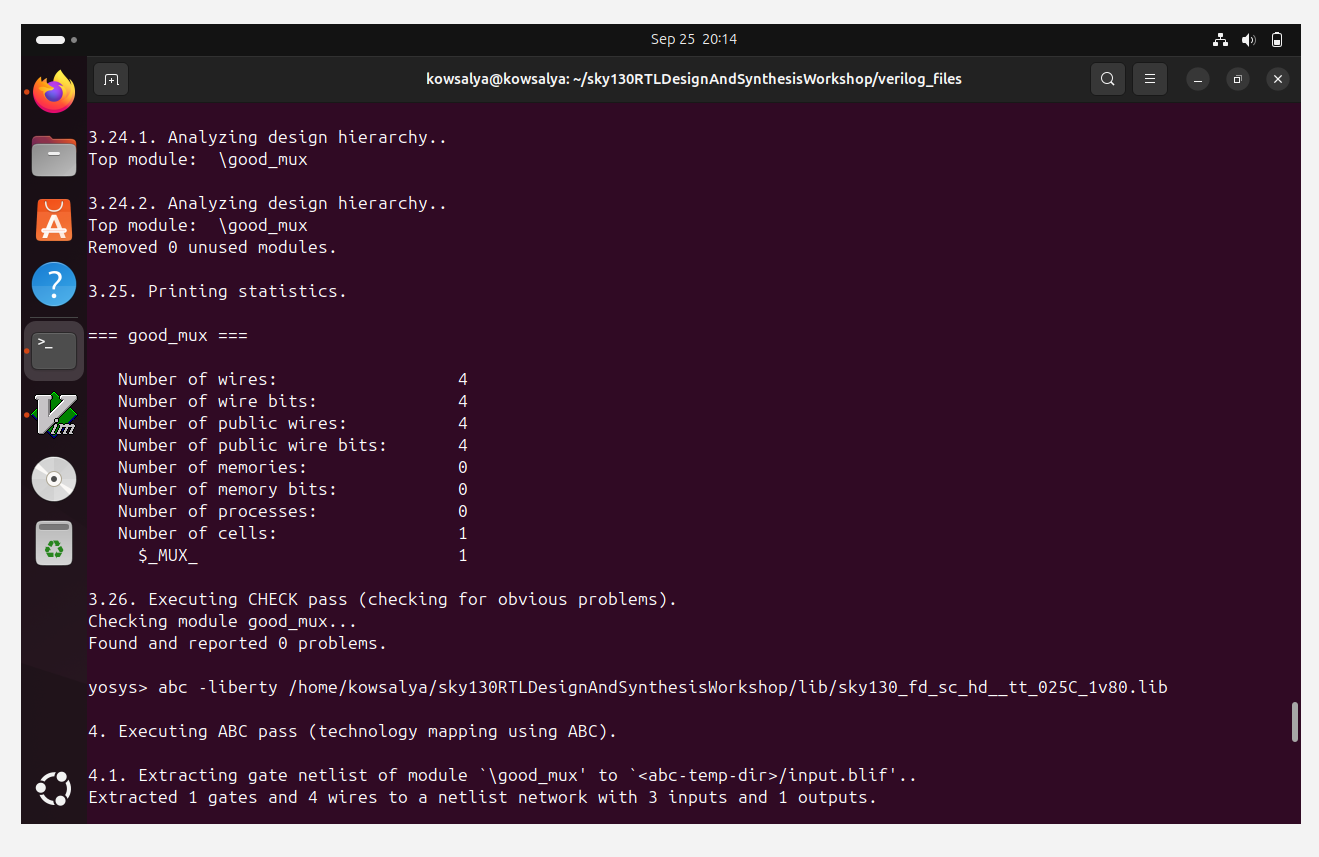 Sep 25 20:14
kowsalya@kowsalya: ~/sky130RTLDesignAndSynthesisWorkshop/verilog_files
3.24.1. Analyzing design hierarchy..
Top module:  \good_mux
3.24.2. Analyzing design hierarchy..
Top module:  \good_mux
Removed 0 unused modules.
3.25. Printing statistics.
=== good_mux ===
   Number of wires:                  4
   Number of wire bits:              4
   Number of public wires:           4
   Number of public wire bits:       4
   Number of memories:               0
   Number of memory bits:            0
   Number of processes:              0
   Number of cells:                  1
     $_MUX_                          1
3.26. Executing CHECK pass (checking for obvious problems).
Checking module good_mux...
Found and reported 0 problems.
yosys> abc -liberty /home/kowsalya/sky130RTLDesignAndSynthesisWorkshop/lib/sky130_fd_sc_hd__tt_025C_1v80.lib
4. Executing ABC pass (technology mapping using ABC).
4.1. Extracting gate netlist of module `\good_mux' to `<abc-temp-dir>/input.blif'..
Extracted 1 gates and 4 wires to a netlist network with 3 inputs and 1 outputs.